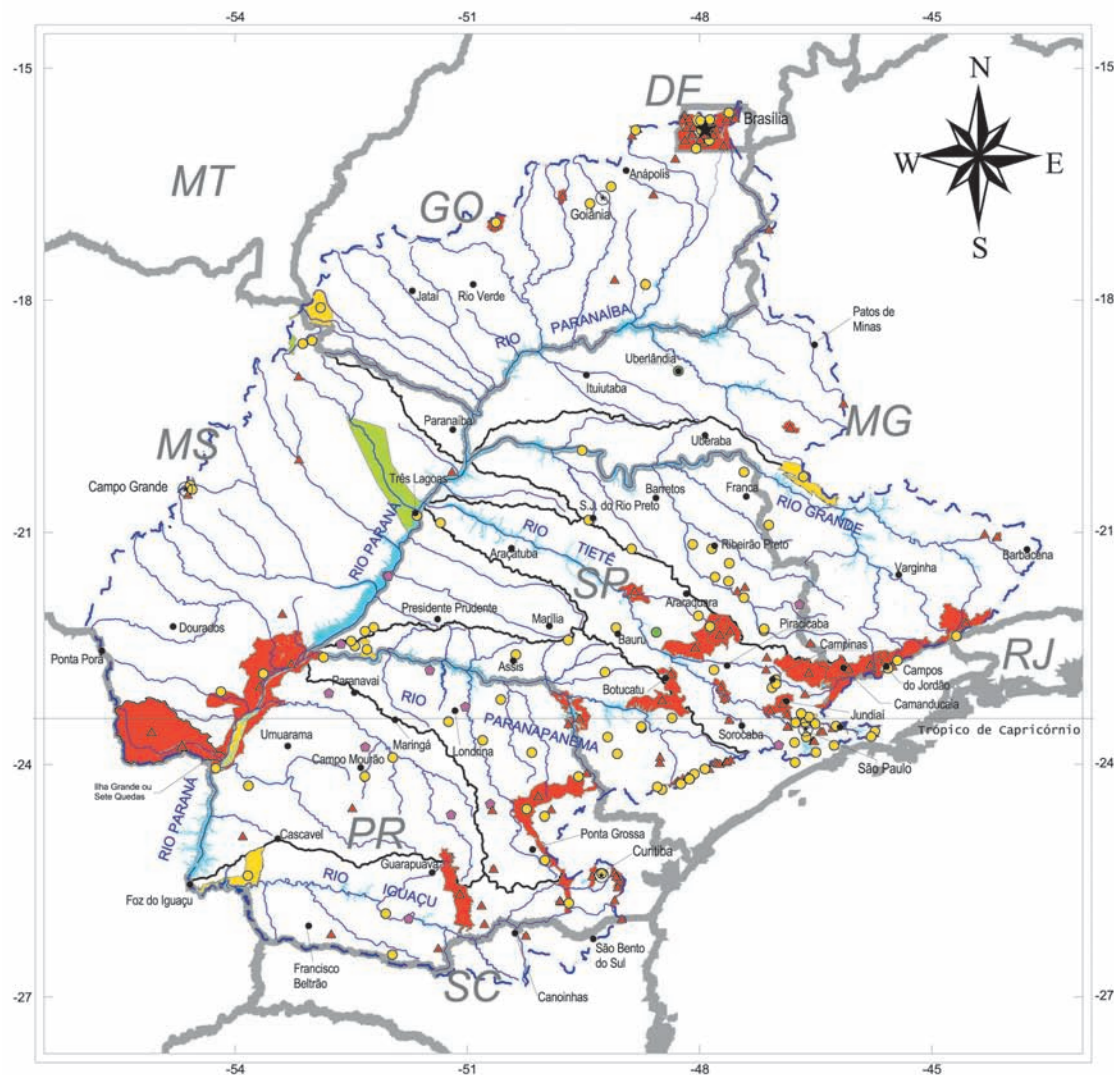 -54
-51
-48
-45
-15
-15
N
W
E
S
DF
Brasília
MT
GO
Anápolis
Goiânia
-18
-18
Jataí
Rio Verde
RIO PARANAÍBA
Patos de
Minas
Uberlândia
Ituiutaba
MG
Paranaíba
Uberaba
MS
Campo Grande
Três Lagoas
Barretos
Franca
S.J. do Rio Preto
RIO GRANDE
-21
-21
RIO PARANÁ
RIO TIETÊ
Araçatuba
Ribeirão Preto
Barbacena
Varginha
SP
Araraquara
Presidente Prudente
Marília
Piracicaba
Dourados
Bauru
Campinas
RJ
Ponta Porã
Assis
Campos
do Jordão
Paranavaí
Botucatu
Camanducaia
RIO PARANAPANEMA
Jundiaí
Umuarama
Maringá
Londrina
Sorocaba
Trópico de Capricórnio
Campo Mourão
São Paulo
-24
-24
Ilha Grande ou
Sete Quedas
RIO PARANÁ
PR
Cascavel
Ponta Grossa
Guarapuava
Curitiba
Foz do Iguaçu
RIO IGUAÇU
São Bento
do Sul
Francisco
Beltrão
SC
Canoinhas
-27
-27
-54
-51
-48
-45